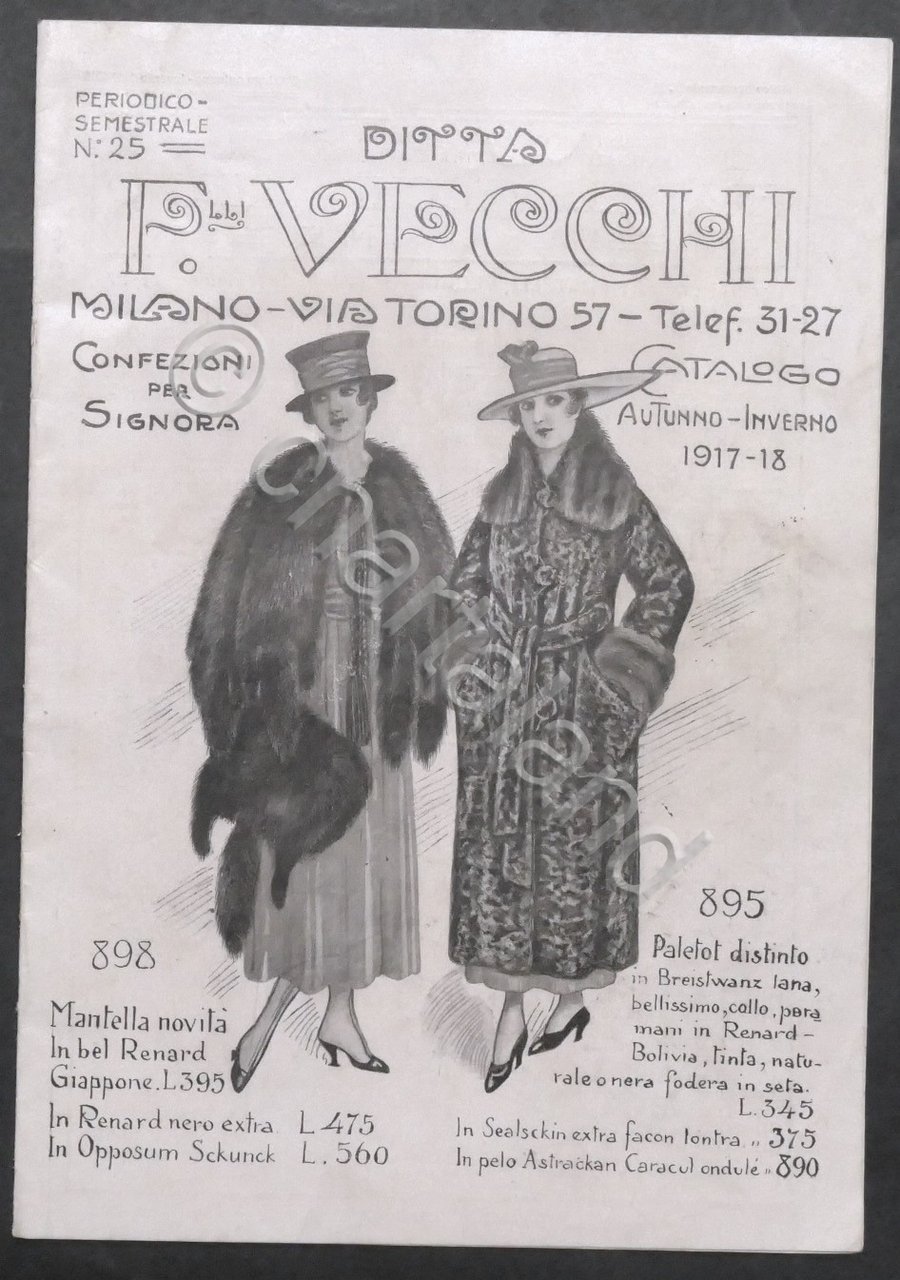 PERIODICO-
SEMESTRALE
N.° 25
DITTA
F.LLI VECCHI
MILANO - VIA TORINO 57 - Telef. 31-27
CONFEZIONI
PER
SIGNORA
CATALOGO
AUTUNNO - INVERNO
1917-18
© chartaland
898
Mantella novità
In bel Renard
Giappone. L 395
In Renard nero extra L 475
In Opposum Sckunck L. 560
895
Paletot distinto
in Breistwanz lana,
bellissimo, collo, para
mani in Renard -
Bolivia, tinta, natu-
rale o nera fodera in seta.
L. 345
In Sealsckin extra facon lontra „ 375
In pelo Astrackan Caracul ondulé „ 890